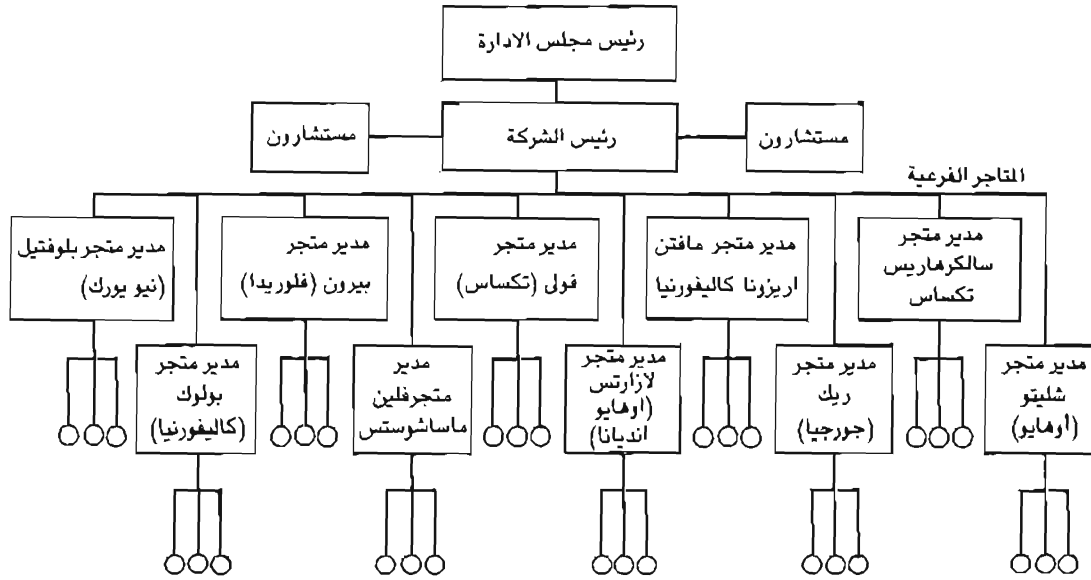 رئيس مجلس الادارة
مستشارون
رئيس الشركة
مستشارون
المتاجر الفرعية
مدير متجر
سالكرهاريس
تكساس
مدير متجر مافتن
اريزونا كاليفورنيا
مدير متجر
فولى (تكساس)
مدير متجر
بيرون (فلوريدا)
مدير متجر بلوفتيل
(نيو يورك)
مدير متجر
شليتو
(أوهايو)
مدير متجر
ريك
(جورجيا)
مدير متجر
لازارتس
(اوهايو
انديانا)
مدير
متجرفلين
ماساشوستس
مدير متجر
بولوك
(كاليفورنيا)